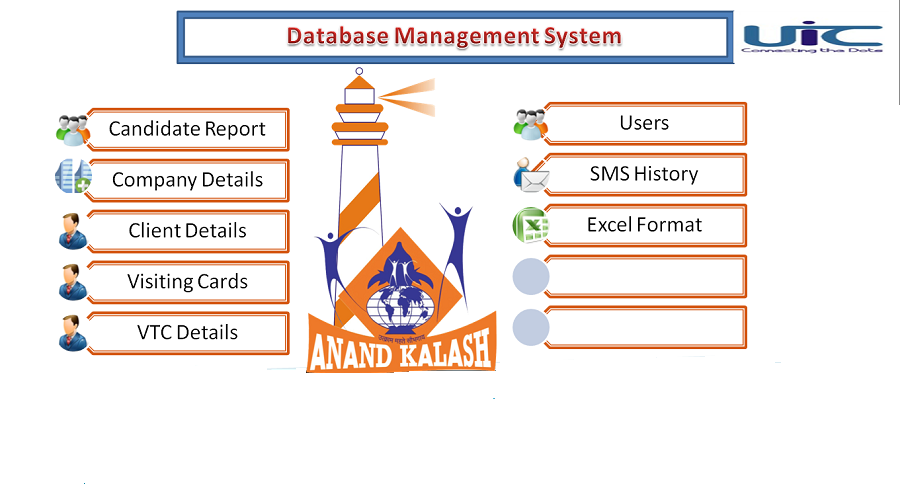 Database Management System
UiC
Connecting the Dots
Candidate Report
Company Details
Client Details
Visiting Cards
VTC Details
Users
SMS History
Excel Format
ANAND KALASH